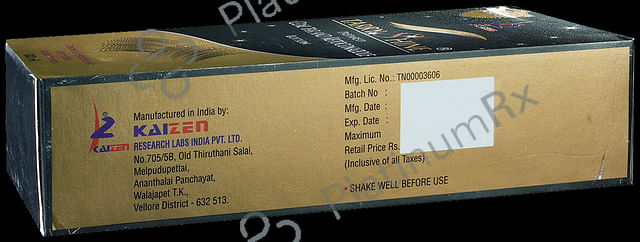 Manufactured in India by:
KAIZEN
RESEARCH LABS INDIA PVT. LTD.
No.705/5B, Old Thiruthani Salai,
Melpudupettai,
Ananthalai Panchayat,
Walajapet T.K.,
Vellore District - 632 513.
KAIZEN
Mfg. Lic. No.: TN00003606
Batch No :
Mfg. Date :
Exp. Date :
Maximum
Retail Price Rs.
(Inclusive of all Taxes)
• SHAKE WELL BEFORE USE
PlatinumRx